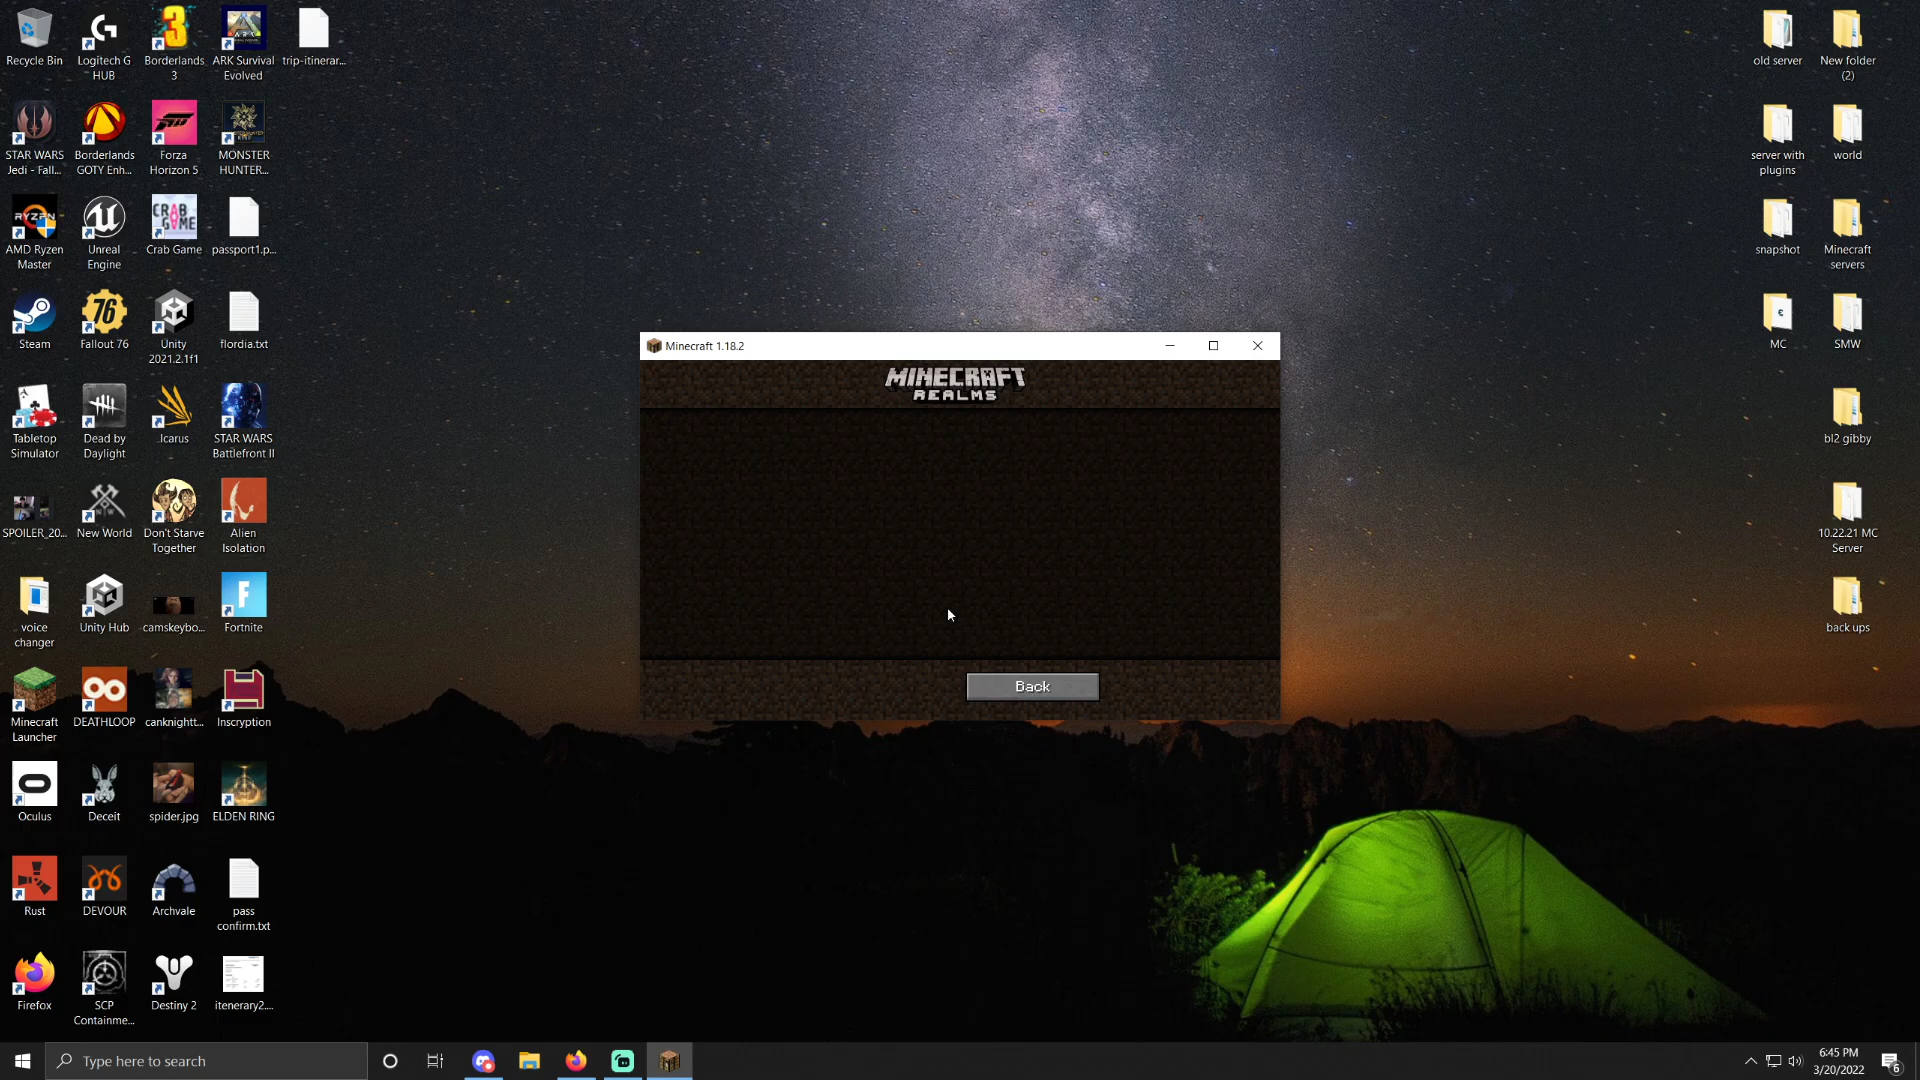 Recycle Bin
Logitech G
HUB
Borderlands
3
ARK Survival
Evolved
trip-itinerar...
STAR WARS
Jedi - Fall...
Borderlands
GOTY Enh...
Forza
Horizon 5
MONSTER
HUNTER...
RYZEN
AMD Ryzen
Master
Unreal
Engine
CRAB
GAME
Crab Game
passport1.p...
Steam
76
Fallout 76
Unity
2021.2.1f1
flordia.txt
Tabletop
Simulator
Dead by
Daylight
Icarus
STAR WARS
Battlefront II
SPOILER_20...
New World
Don't Starve
Together
Alien
Isolation
voice
changer
Unity Hub
camskeybo...
Fortnite
Minecraft
Launcher
DEATHLOOP
canknightt...
Inscryption
Oculus
Deceit
spider.jpg
ELDEN RING
Rust
DEVOUR
Archvale
pass
confirm.txt
Firefox
SCP
Containme...
Destiny 2
itenerary2....
Minecraft 1.18.2
MINECRAFT
REALMS
Back
old server
New folder
(2)
server with
plugins
world
snapshot
Minecraft
servers
MC
SMW
bl2 gibby
10.22.21 MC
Server
back ups
Type here to search
6:45 PM
3/20/2022
6